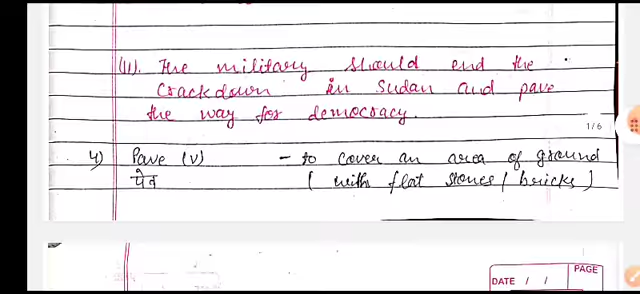 (11). The military should end the
crackdown in Sudan and pave
the way for democracy.
1/6
4) Pave (v) - to cover an area of ground
पेव (with flat stones / bricks)
PAGE
DATE / /